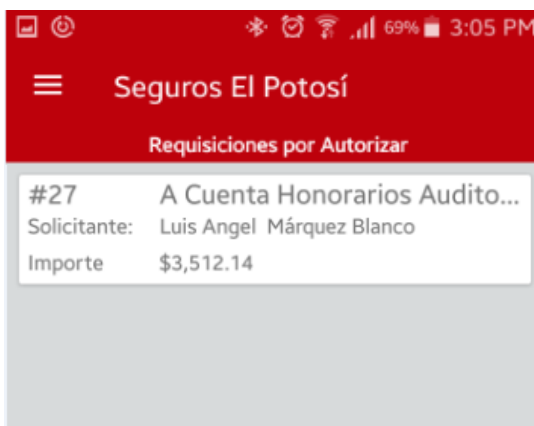 69% 3:05 PM
Seguros El Potosí
Requisiciones por Autorizar
#27 A Cuenta Honorarios Audito...
Solicitante: Luis Angel Márquez Blanco
Importe $3,512.14